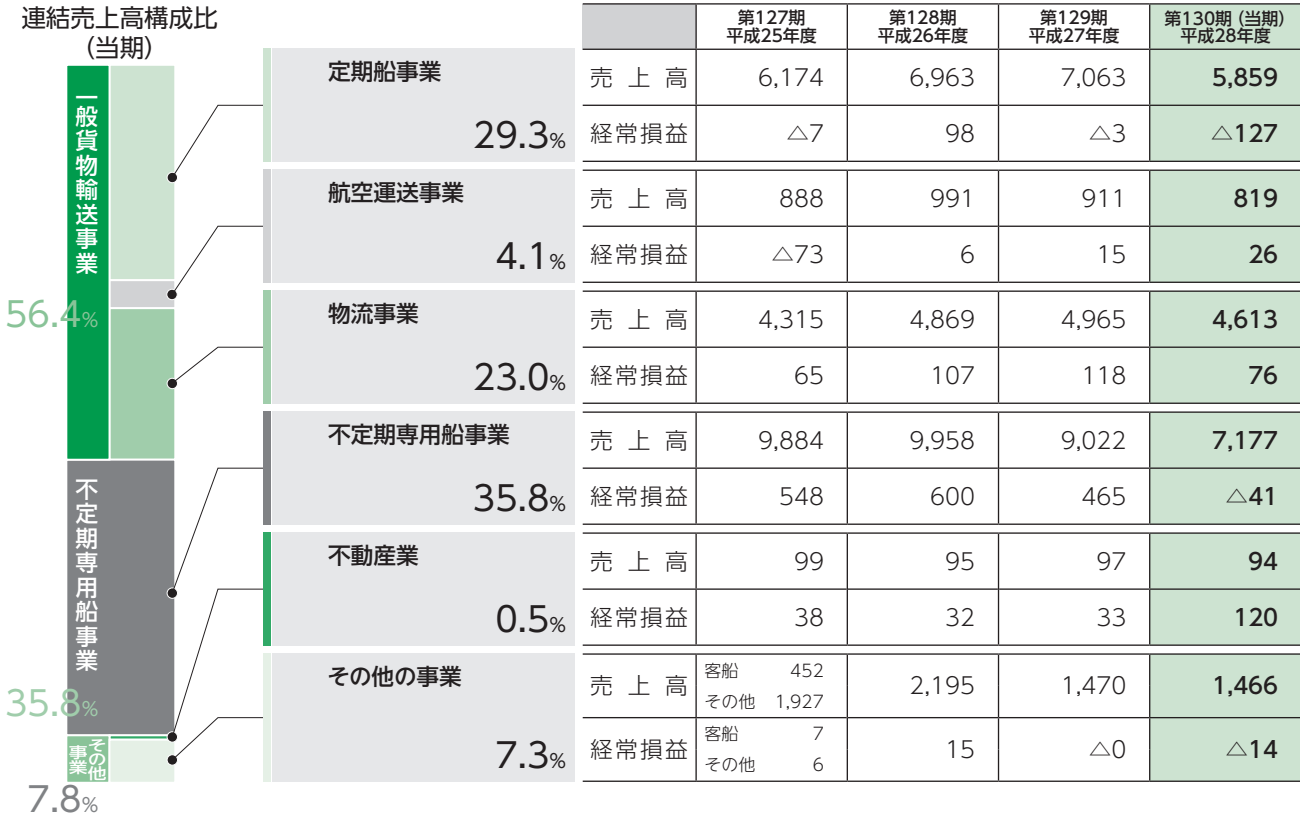 連結売上高構成比
(当期)
一般貨物輸送事業
56.4%
不定期専用船事業
35.8%
その他
事業
7.8%
第127期 第128期 第129期 第130期(当期)
平成25年度 平成26年度 平成27年度 平成28年度
定期船事業
29.3%
売上高 6,174 6,963 7,063 5,859
経常損益 △7 98 △3 △127
航空運送事業
4.1%
売上高 888 991 911 819
経常損益 △73 6 15 26
物流事業
23.0%
売上高 4,315 4,869 4,965 4,613
経常損益 65 107 118 76
不定期専用船事業
35.8%
売上高 9,884 9,958 9,022 7,177
経常損益 548 600 465 △41
不動産業
0.5%
売上高 99 95 97 94
経常損益 38 32 33 120
その他の事業
7.3%
売上高 客船 452 2,195 1,470 1,466
その他 1,927
経常損益 客船 7 15 △0 △14
その他 6